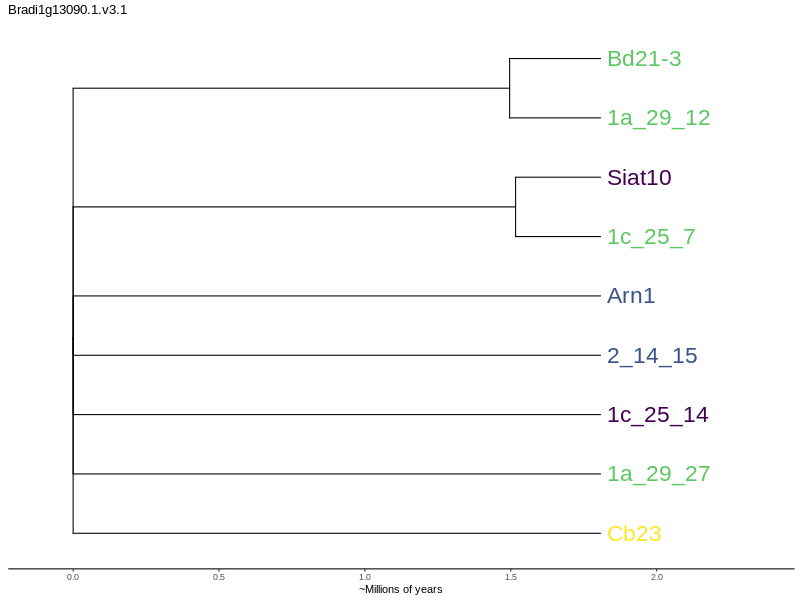 Bradi1g13090.1.v3.1
Bd21-3
1a_29_12
Siat10
1c_25_7
Arn1
2_14_15
1c_25_14
1a_29_27
Cb23
0.0 0.5 1.0 1.5 2.0
~Millions of years